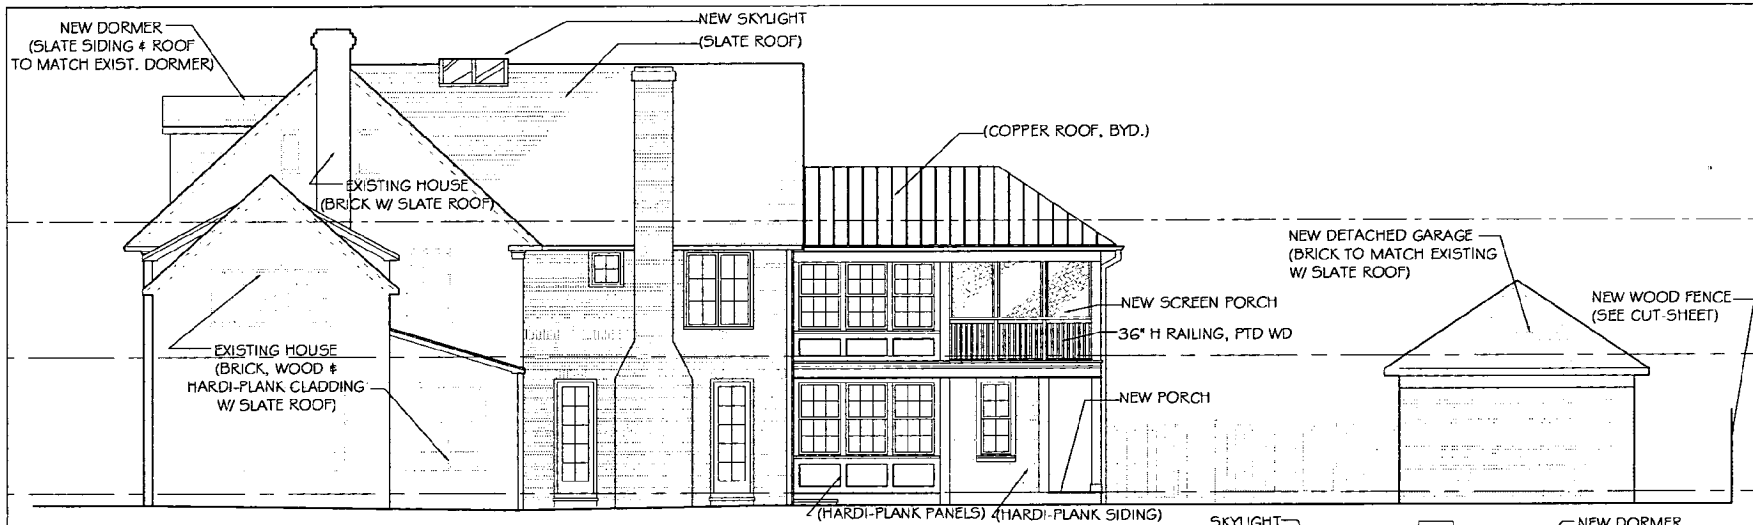 NEW DORMER
(SLATE SIDING & ROOF
TO MATCH EXIST. DORMER)
NEW SKYLIGHT
(SLATE ROOF)
(COPPER ROOF, BYD.)
EXISTING HOUSE
(BRICK W/ SLATE ROOF)
NEW DETACHED GARAGE
(BRICK TO MATCH EXISTING
W/ SLATE ROOF)
NEW WOOD FENCE
(SEE CUT-SHEET)
NEW SCREEN PORCH
36" H RAILING, PTD WD
EXISTING HOUSE
(BRICK, WOOD &
HARDI-PLANK CLADDING
W/ SLATE ROOF)
NEW PORCH
(HARDI-PLANK PANELS)
(HARDI-PLANK SIDING)
SKYLIGHT
NEW DORMER